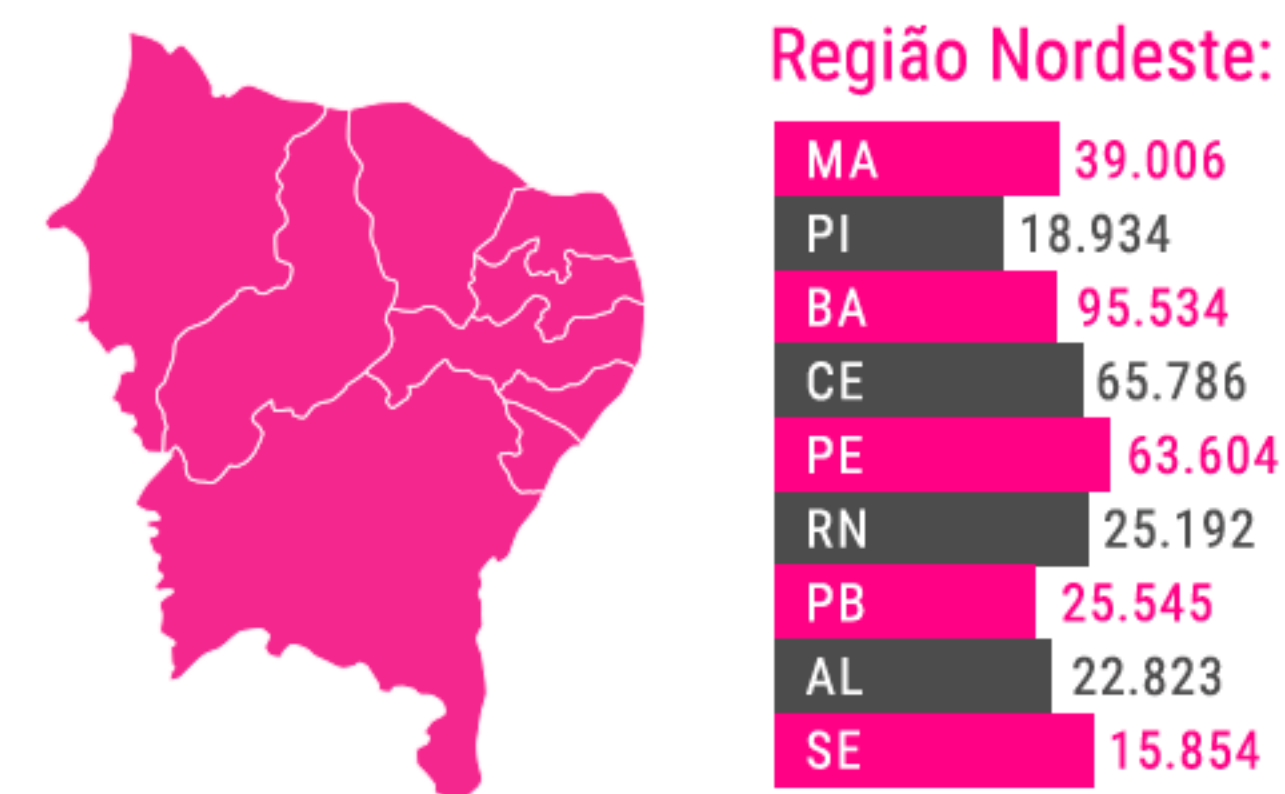 Região Nordeste:
MA 39.006
PI 18.934
BA 95.534
CE 65.786
PE 63.604
RN 25.192
PB 25.545
AL 22.823
SE 15.854